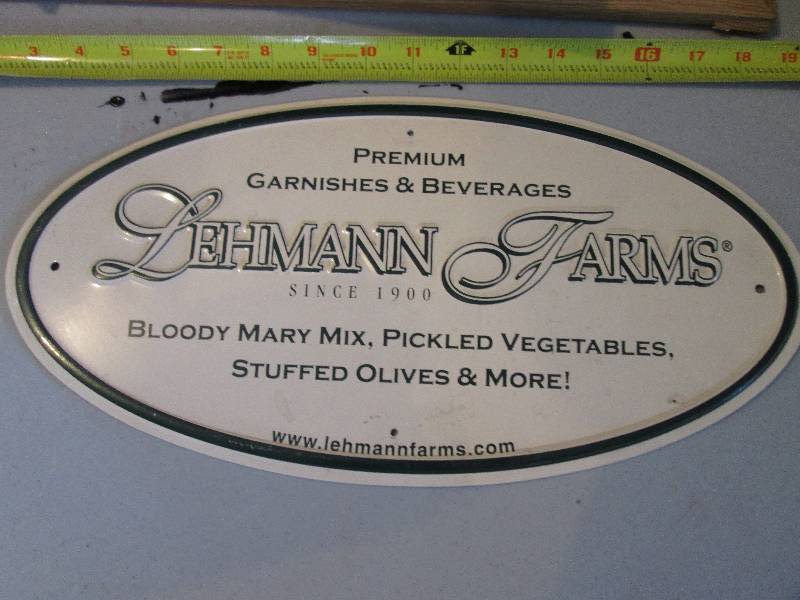 3 4 5 6 7 8 9 10 11 1F 13 14 15 16 17 18 19
PREMIUM
GARNISHES & BEVERAGES
LEHMANN FARMS®
SINCE 1900
BLOODY MARY MIX, PICKLED VEGETABLES,
STUFFED OLIVES & MORE!
www.lehmannfarms.com